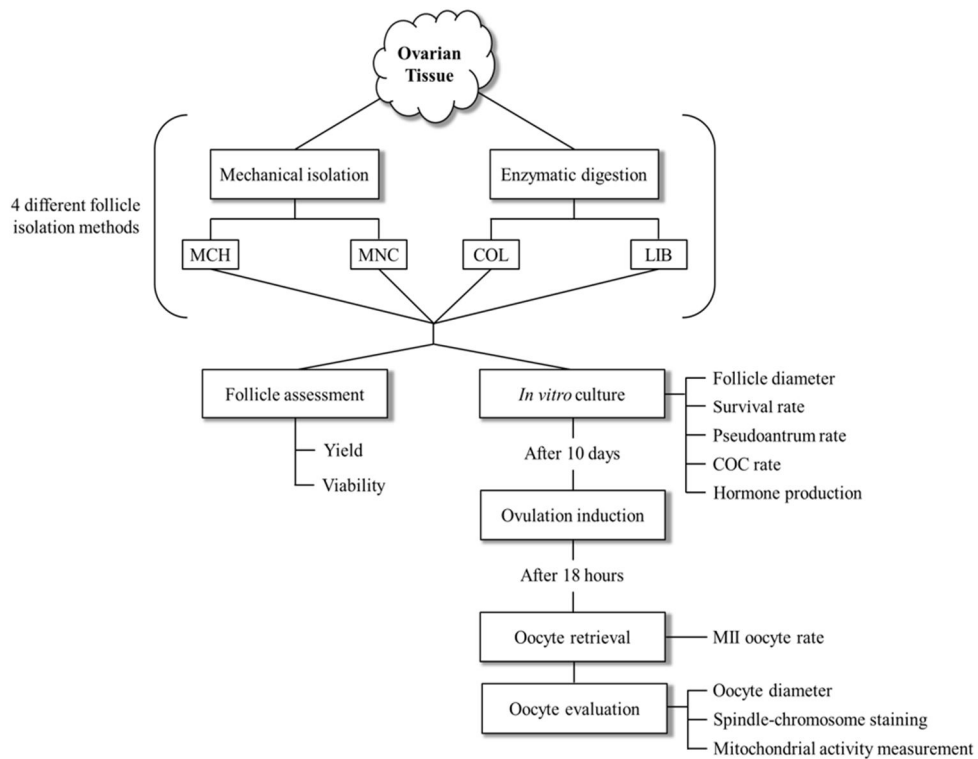 Ovarian
Tissue
Mechanical isolation
Enzymatic digestion
4 different follicle
isolation methods
MCH
MNC
COL
LIB
Follicle assessment
Yield
Viability
In vitro culture
Follicle diameter
Survival rate
Pseudoantrum rate
COC rate
Hormone production
After 10 days
Ovulation induction
After 18 hours
Oocyte retrieval
MII oocyte rate
Oocyte evaluation
Oocyte diameter
Spindle-chromosome staining
Mitochondrial activity measurement